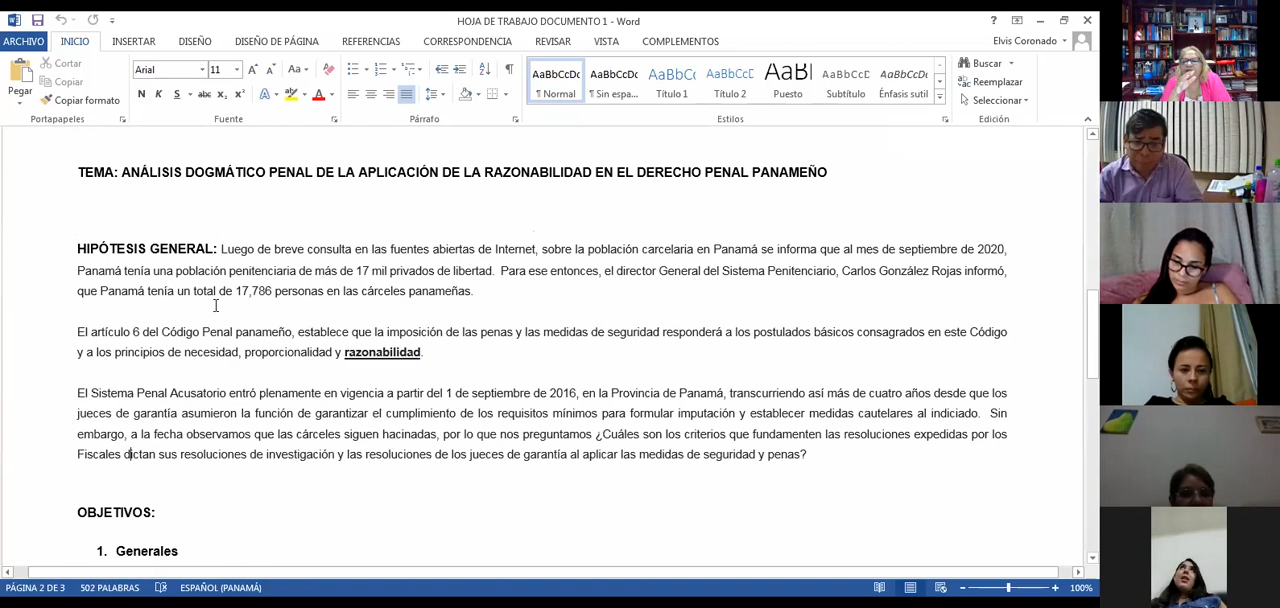 HOJA DE TRABAJO DOCUMENTO 1 - Word
ARCHIVO INICIO INSERTAR DISEÑO DISEÑO DE PÁGINA REFERENCIAS CORRESPONDENCIA REVISAR VISTA COMPLEMENTOS Elvis Coronado
Cortar
Copiar
Pegar
Copiar formato
Portapapeles
Arial 11
Aa
N K S abc x₂ x²
Fuente
Párrafo
AaBbCcDc AaBbCcDc AaBbCc AaBbCcC AaBl AaBbCcD AaBbCcDc
¶ Normal ¶ Sin espa... Título 1 Título 2 Puesto Subtítulo Énfasis sutil
Estilos
Buscar
Reemplazar
Seleccionar
Edición
TEMA: ANÁLISIS DOGMÁTICO PENAL DE LA APLICACIÓN DE LA RAZONABILIDAD EN EL DERECHO PENAL PANAMEÑO
HIPÓTESIS GENERAL: Luego de breve consulta en las fuentes abiertas de Internet, sobre la población carcelaria en Panamá se informa que al mes de septiembre de 2020,
Panamá tenía una población penitenciaria de más de 17 mil privados de libertad. Para ese entonces, el director General del Sistema Penitenciario, Carlos González Rojas informó,
que Panamá tenía un total de 17,786 personas en las cárceles panameñas.
El artículo 6 del Código Penal panameño, establece que la imposición de las penas y las medidas de seguridad responderá a los postulados básicos consagrados en este Código
y a los principios de necesidad, proporcionalidad y razonabilidad.
El Sistema Penal Acusatorio entró plenamente en vigencia a partir del 1 de septiembre de 2016, en la Provincia de Panamá, transcurriendo así más de cuatro años desde que los
jueces de garantía asumieron la función de garantizar el cumplimiento de los requisitos mínimos para formular imputación y establecer medidas cautelares al indiciado. Sin
embargo, a la fecha observamos que las cárceles siguen hacinadas, por lo que nos preguntamos ¿Cuáles son los criterios que fundamenten las resoluciones expedidas por los
Fiscales dictan sus resoluciones de investigación y las resoluciones de los jueces de garantía al aplicar las medidas de seguridad y penas?
OBJETIVOS:
1. Generales
PÁGINA 2 DE 3 502 PALABRAS ESPAÑOL (PANAMÁ) 100%